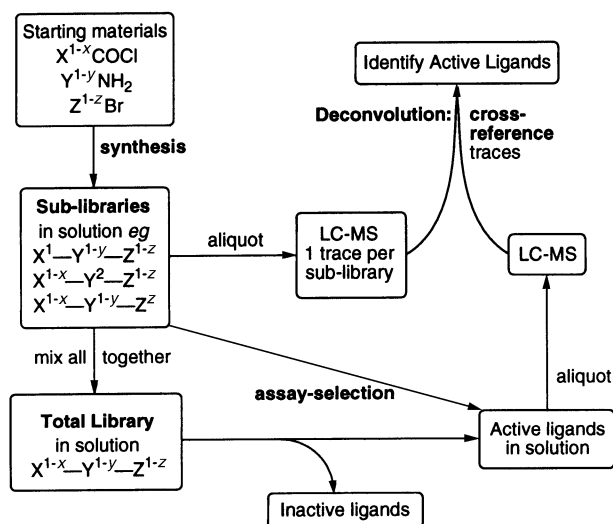 Starting materials
X¹⁻ˣCOCl
Y¹⁻ʸNH₂
Z¹⁻ᶻBr
synthesis
Sub-libraries
in solution eg
X¹—Y¹⁻ʸ—Z¹⁻ᶻ
X¹⁻ˣ—Y²—Z¹⁻ᶻ
X¹⁻ˣ—Y¹⁻ʸ—Zᶻ
mix all together
Total Library
in solution
X¹⁻ˣ—Y¹⁻ʸ—Z¹⁻ᶻ
aliquot
LC-MS
1 trace per
sub-library
Identify Active Ligands
Deconvolution: cross-
reference
traces
LC-MS
aliquot
assay-selection
Active ligands
in solution
Inactive ligands